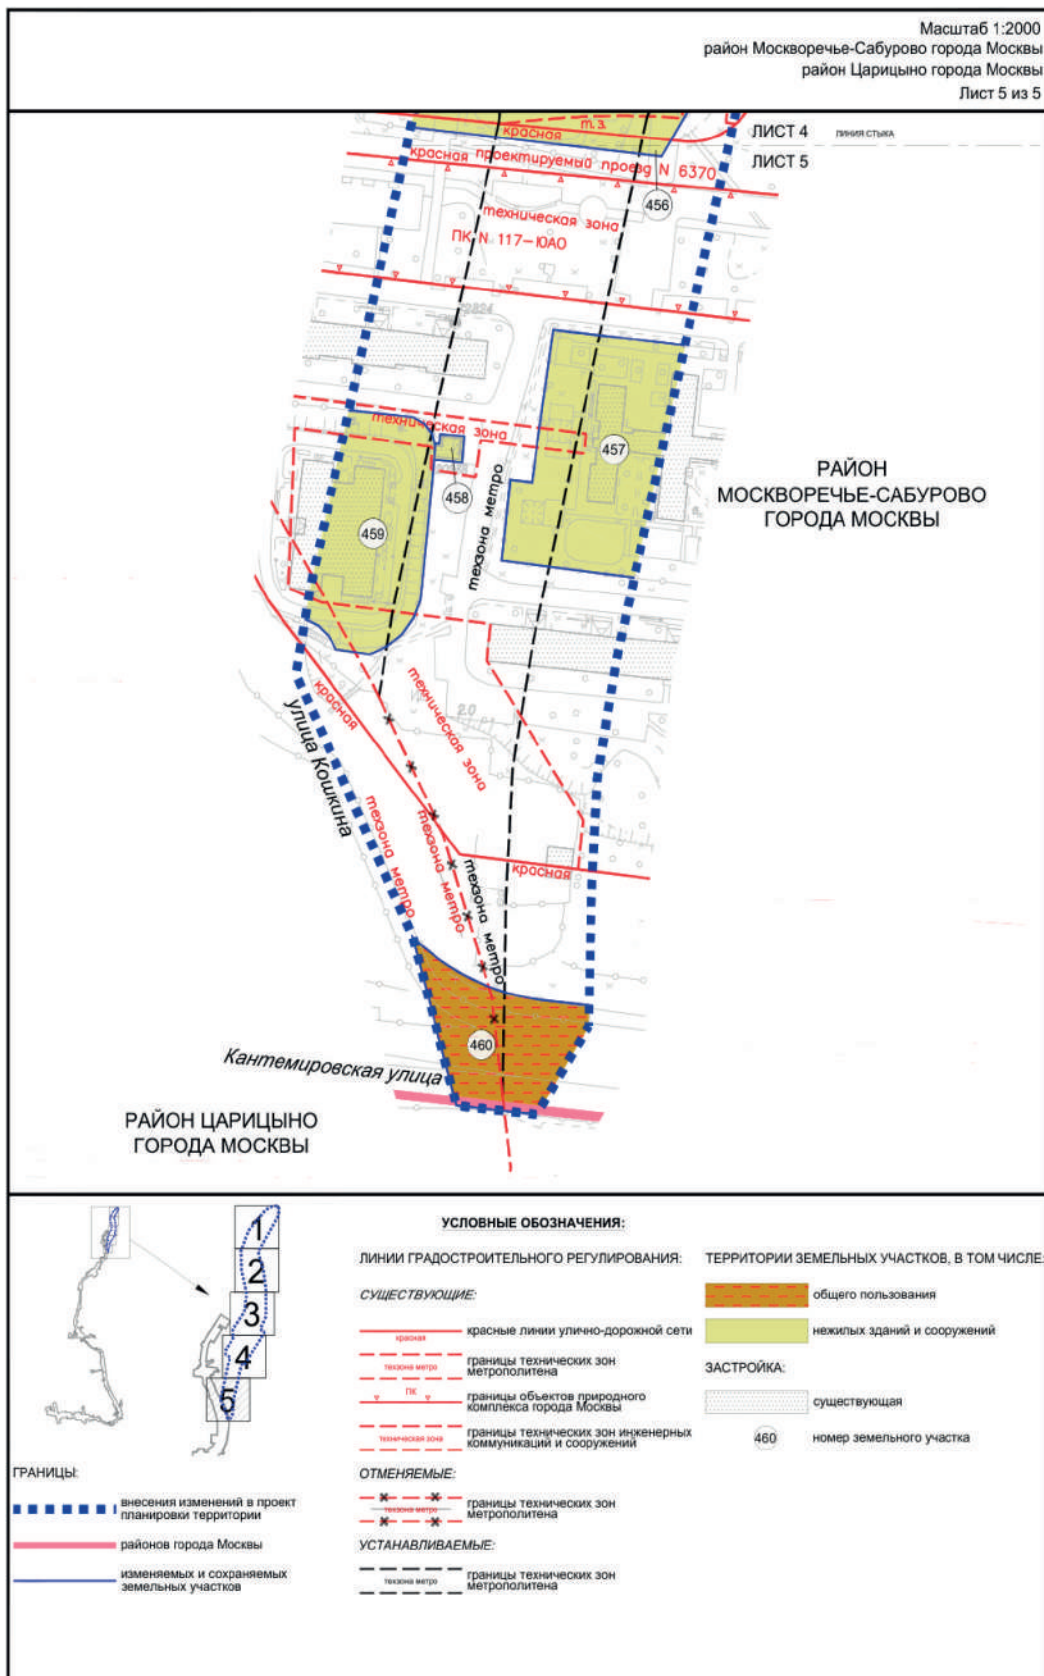 Масштаб 1:2000
район Москворечье-Сабурово города Москвы
район Царицыно города Москвы
Лист 5 из 5
ЛИСТ 4
ЛИНИЯ СТЫКА
ЛИСТ 5
красная
т.з.
красная проектируемый проезд N 6370
456
техническая зона
ПК N 117-ЮАО
техническая зона
457
458
459
техзона метро
РАЙОН
МОСКВОРЕЧЬЕ-САБУРОВО
ГОРОДА МОСКВЫ
красная
техническая зона
2.0
улица Кошкина
техзона метро
техзона метро
техзона метро
красная
460
Кантемировская улица
РАЙОН ЦАРИЦЫНО
ГОРОДА МОСКВЫ
1
2
3
4
5
УСЛОВНЫЕ ОБОЗНАЧЕНИЯ:
ГРАНИЦЫ:
внесения изменений в проект
планировки территории
районов города Москвы
изменяемых и сохраняемых
земельных участков
ЛИНИИ ГРАДОСТРОИТЕЛЬНОГО РЕГУЛИРОВАНИЯ:
СУЩЕСТВУЮЩИЕ:
красная
красные линии улично-дорожной сети
техзона метро
границы технических зон
метрополитена
ПК
границы объектов природного
комплекса города Москвы
техническая зона
границы технических зон инженерных
коммуникаций и сооружений
ОТМЕНЯЕМЫЕ:
техзона метро
границы технических зон
метрополитена
УСТАНАВЛИВАЕМЫЕ:
техзона метро
границы технических зон
метрополитена
ТЕРРИТОРИИ ЗЕМЕЛЬНЫХ УЧАСТКОВ, В ТОМ ЧИСЛЕ:
общего пользования
нежилых зданий и сооружений
ЗАСТРОЙКА:
существующая
460
номер земельного участка